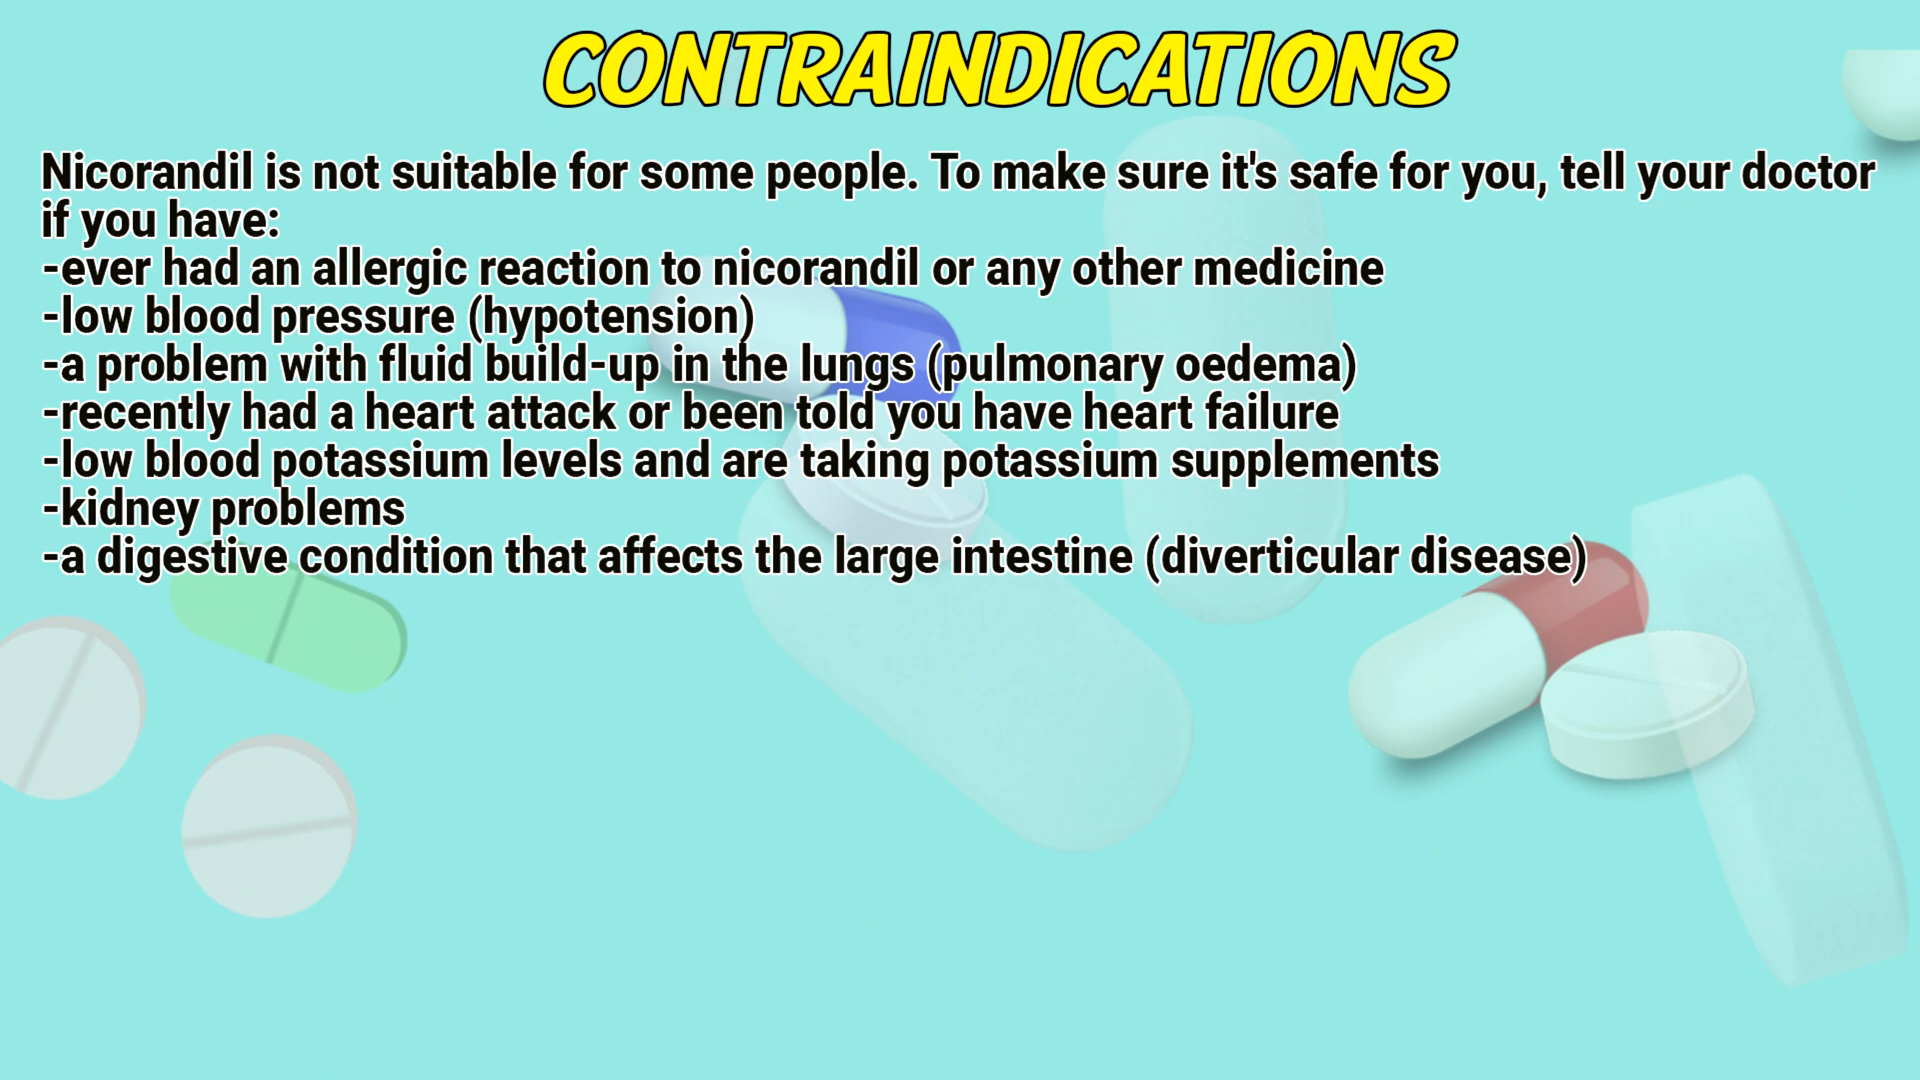 CONTRAINDICATIONS
Nicorandil is not suitable for some people. To make sure it's safe for you, tell your doctor
if you have:
-ever had an allergic reaction to nicorandil or any other medicine
-low blood pressure (hypotension)
-a problem with fluid build-up in the lungs (pulmonary oedema)
-recently had a heart attack or been told you have heart failure
-low blood potassium levels and are taking potassium supplements
-kidney problems
-a digestive condition that affects the large intestine (diverticular disease)